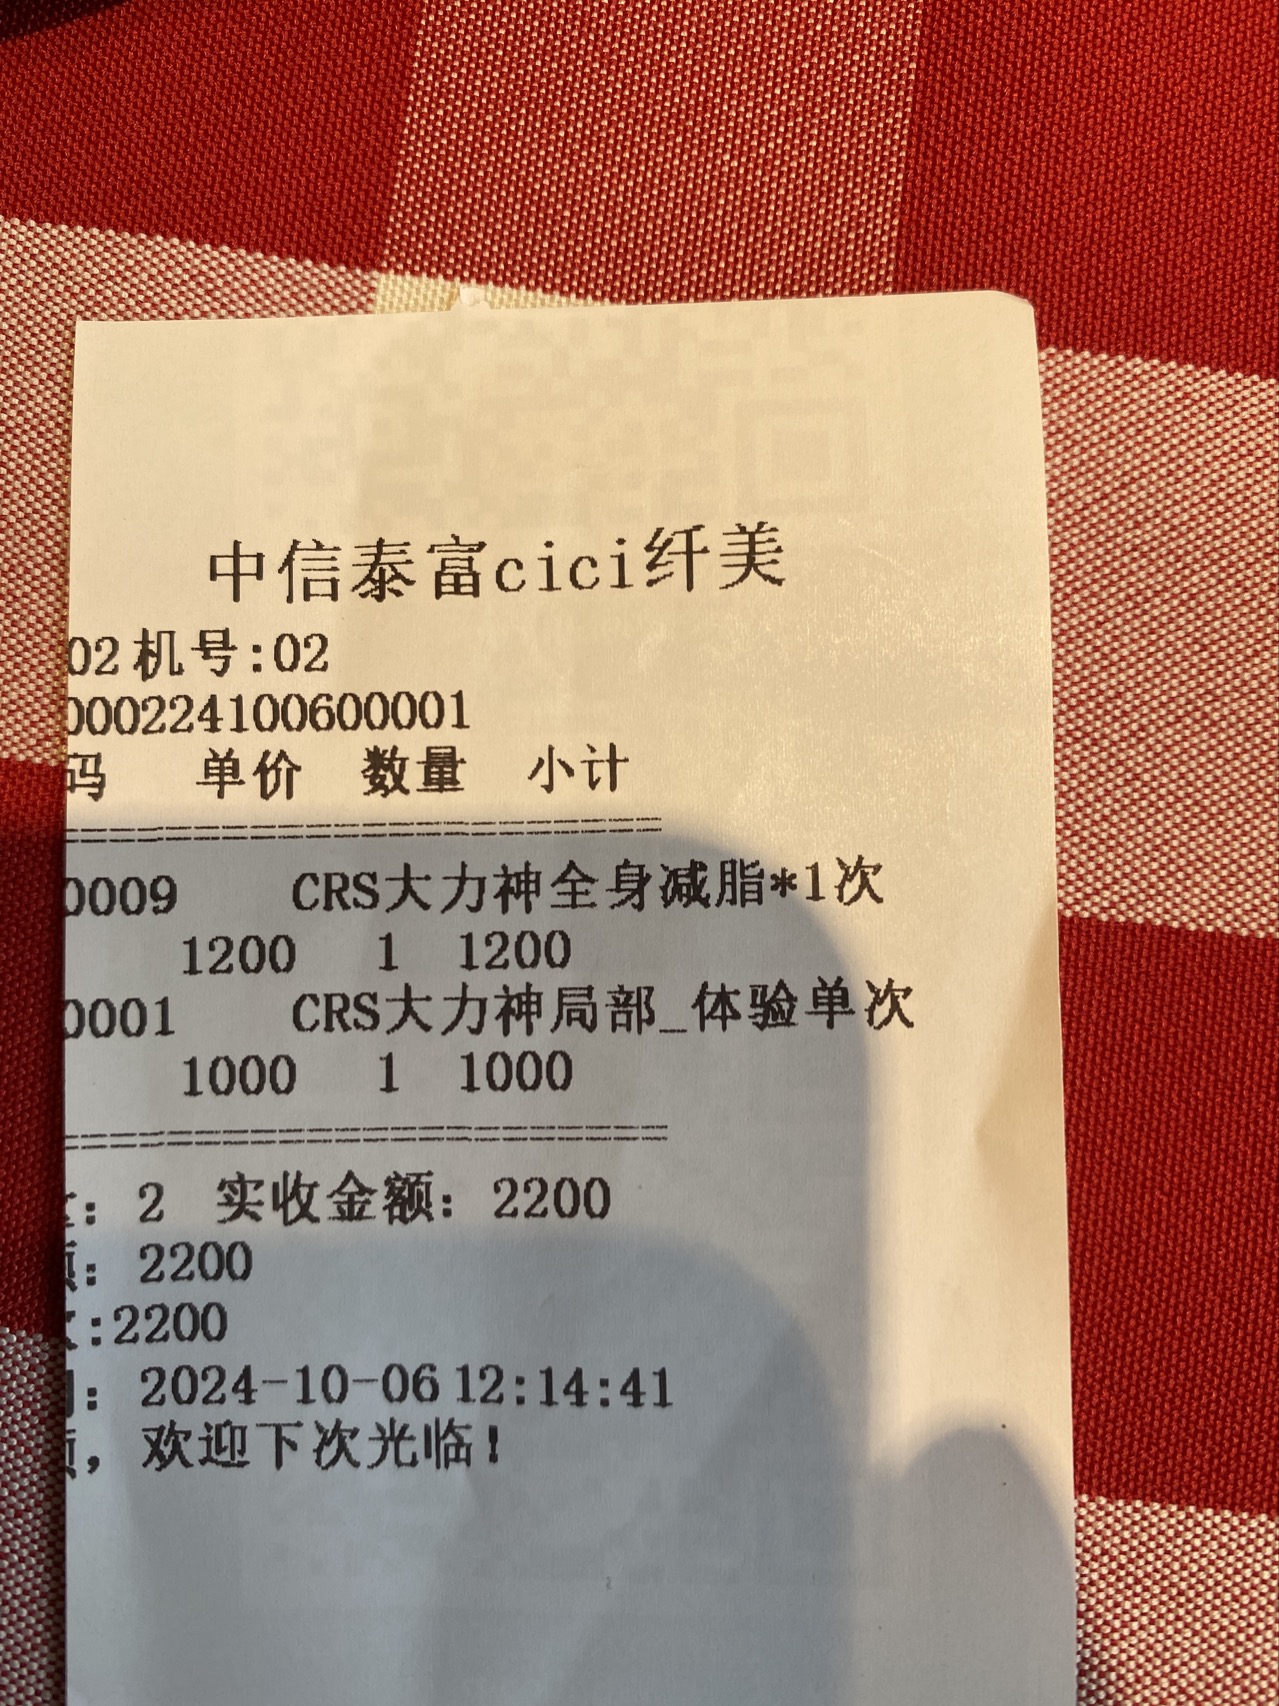 中信泰富cici纤美
02 机号:02
000224100600001
码 单价 数量 小计
0009 CRS大力神全身减脂*1次
1200 1 1200
0001 CRS大力神局部_体验单次
1000 1 1000
: 2 实收金额: 2200
: 2200
:2200
: 2024-10-06 12:14:41
, 欢迎下次光临!